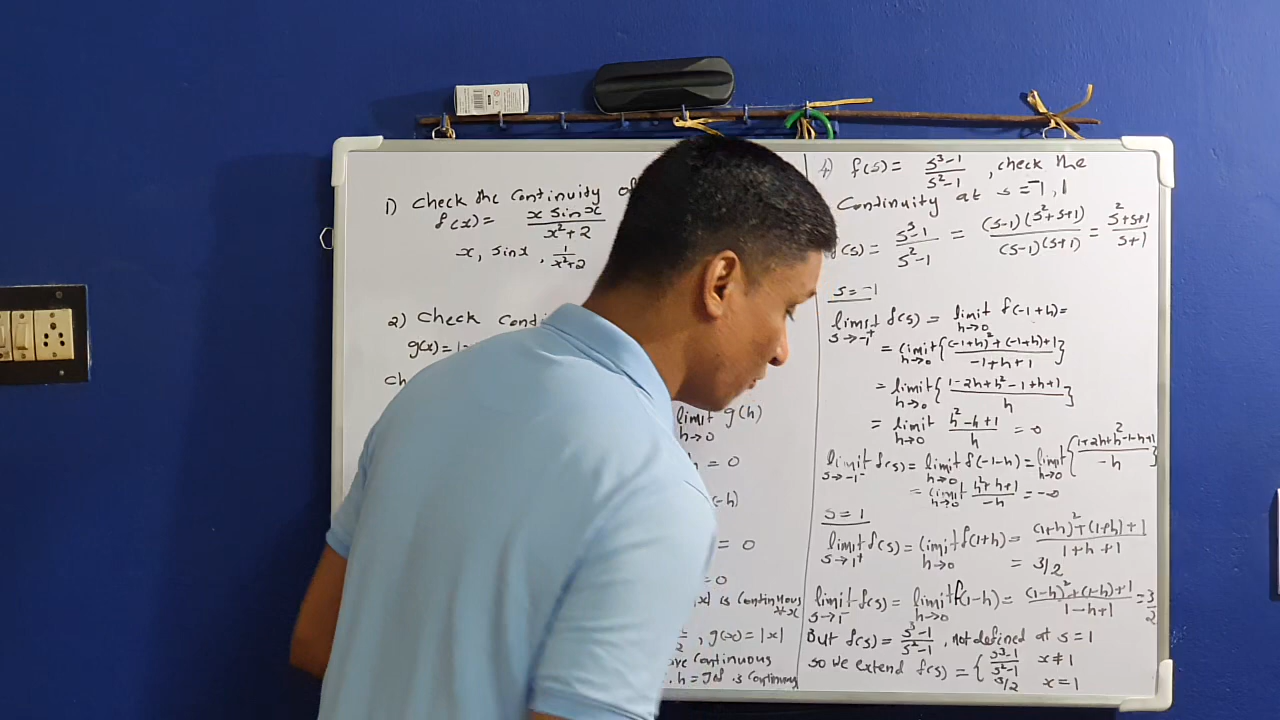 1) Check the continuity of
f(x) = x sinx / x²+2
x, sinx, 1/x²+2
2) Check
g(x) =
limit g(h)
h→0
= 0
(-h)
= 0
= 0
|x| is continuous
, g(x) = |x|
continuous
h = gof is continuous
4) f(s) = s³-1 / s²-1 , check the
Continuity at s = -1, 1
f(s) = s³-1 / s²-1 = (s-1)(s²+s+1) / (s-1)(s+1) = s²+s+1 / s+1
s = -1
limit s→-1⁺ f(s) = limit h→0 f(-1+h) =
= limit h→0 {(-1+h)²+(-1+h)+1 / -1+h+1}
= limit h→0 {1-2h+h²-1+h+1 / h}
= limit h→0 h²-h+1 / h = ∞
limit s→-1⁻ f(s) = limit h→0 f(-1-h) = limit h→0 {1+2h+h²-1-h+1 / -h}
= limit h→0 h²+h+1 / -h = -∞
s = 1
limit s→1⁺ f(s) = limit h→0 f(1+h) = (1+h)²+(1+h)+1 / 1+h+1
= 3/2
limit s→1⁻ f(s) = limit h→0 f(1-h) = (1-h)²+(1-h)+1 / 1-h+1 = 3/2
But f(s) = s³-1 / s²-1 , not defined at s = 1
so we extend f(s) = { s³-1 / s²-1 x≠1
3/2 x = 1